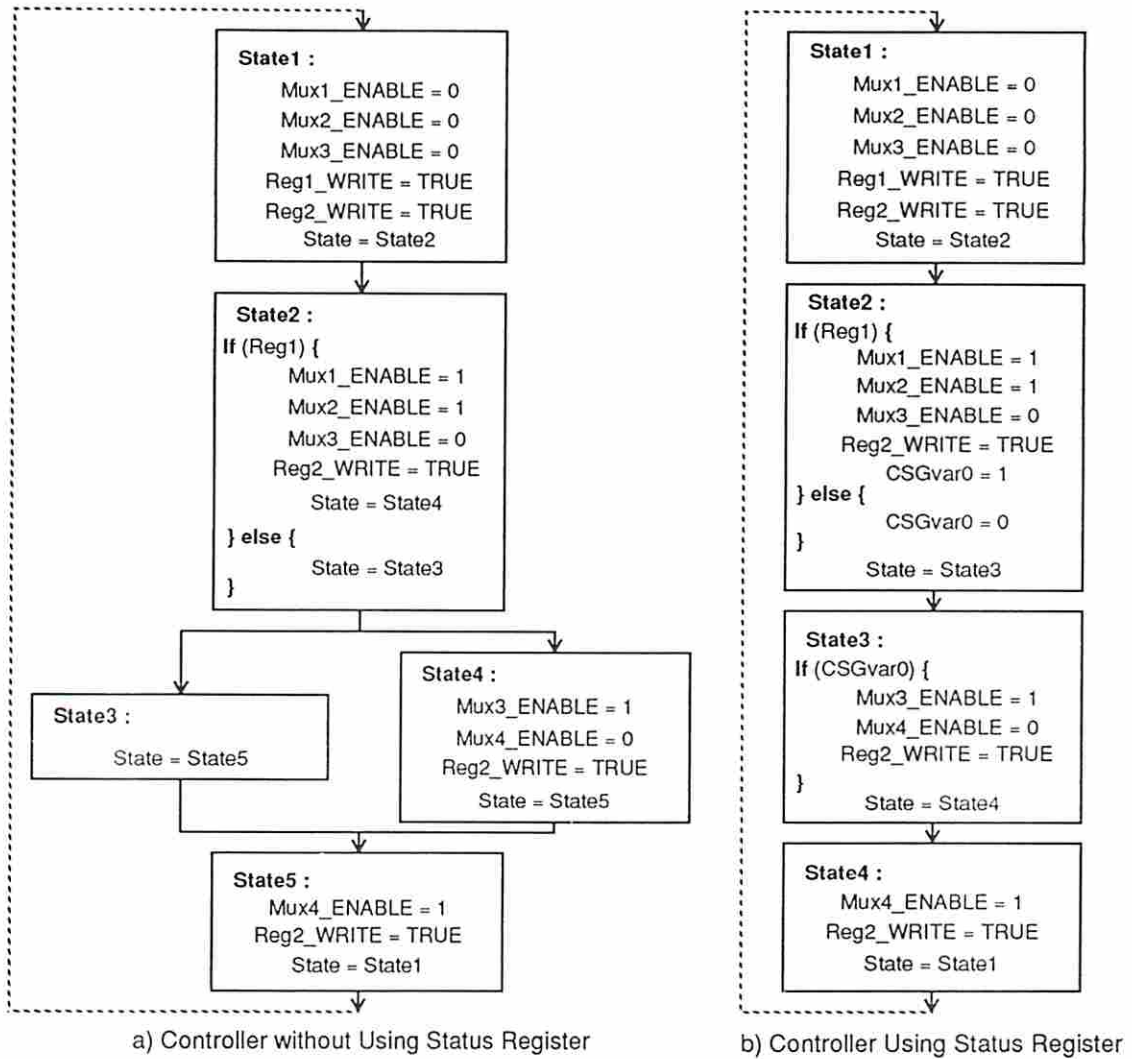 State1 :
Mux1_ENABLE = 0
Mux2_ENABLE = 0
Mux3_ENABLE = 0
Reg1_WRITE = TRUE
Reg2_WRITE = TRUE
State = State2
State2 :
If (Reg1) {
Mux1_ENABLE = 1
Mux2_ENABLE = 1
Mux3_ENABLE = 0
Reg2_WRITE = TRUE
State = State4
} else {
State = State3
}
State3 :
State = State5
State4 :
Mux3_ENABLE = 1
Mux4_ENABLE = 0
Reg2_WRITE = TRUE
State = State5
State5 :
Mux4_ENABLE = 1
Reg2_WRITE = TRUE
State = State1
a) Controller without Using Status Register
State1 :
Mux1_ENABLE = 0
Mux2_ENABLE = 0
Mux3_ENABLE = 0
Reg1_WRITE = TRUE
Reg2_WRITE = TRUE
State = State2
State2 :
If (Reg1) {
Mux1_ENABLE = 1
Mux2_ENABLE = 1
Mux3_ENABLE = 0
Reg2_WRITE = TRUE
CSGvar0 = 1
} else {
CSGvar0 = 0
}
State = State3
State3 :
If (CSGvar0) {
Mux3_ENABLE = 1
Mux4_ENABLE = 0
Reg2_WRITE = TRUE
}
State = State4
State4 :
Mux4_ENABLE = 1
Reg2_WRITE = TRUE
State = State1
b) Controller Using Status Register